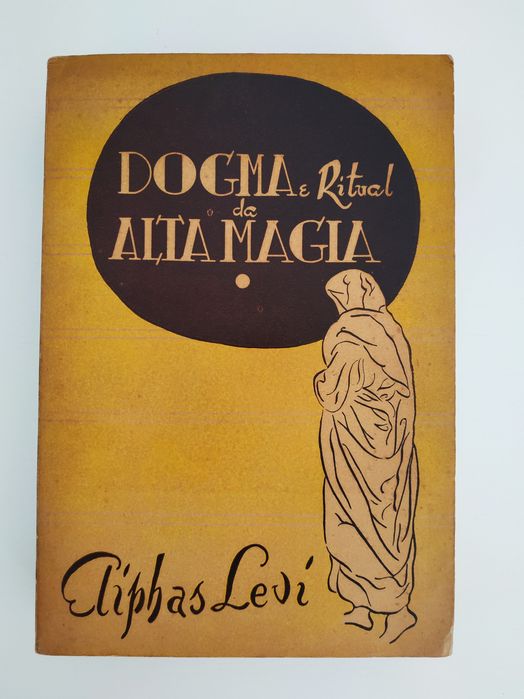 DOGMA E Ritual
da
ALTA MAGIA
Eliphas Levi